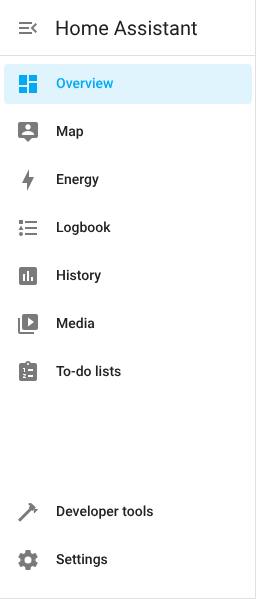 Home Assistant
Overview
Map
Energy
Logbook
History
Media
To-do lists
Developer tools
Settings